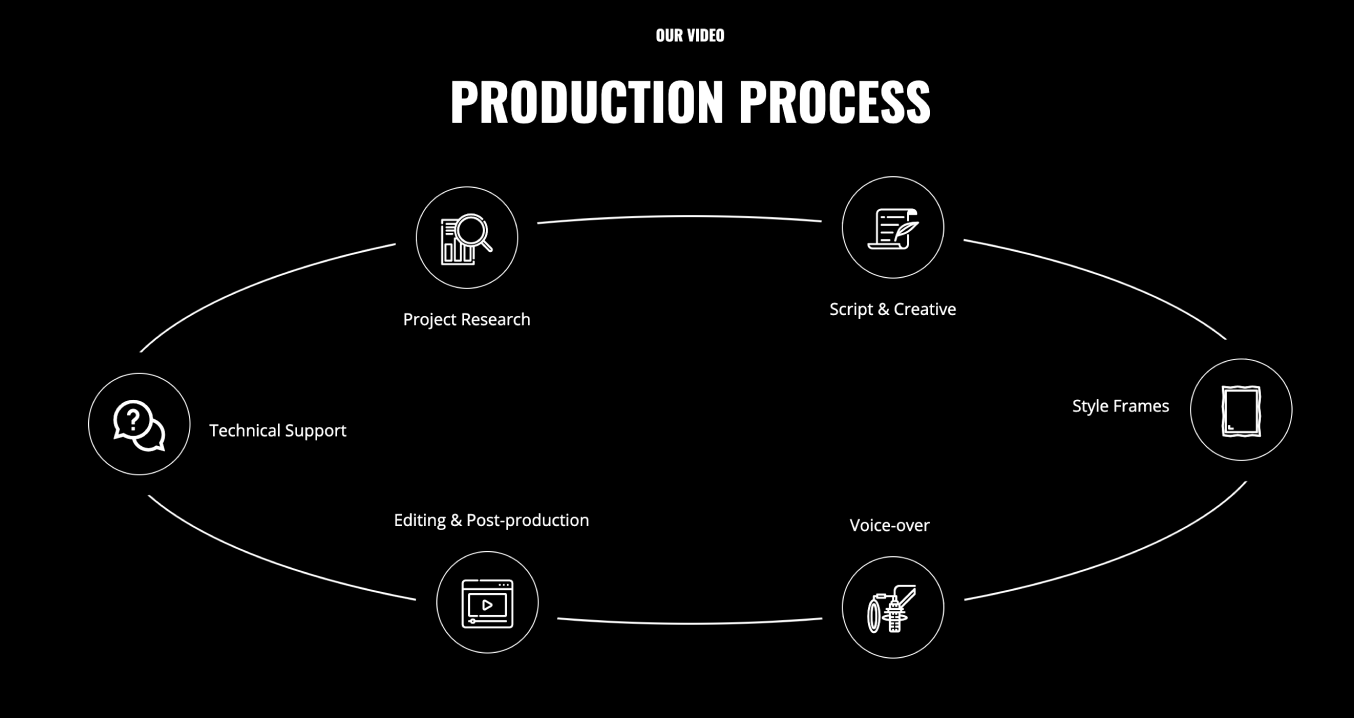 OUR VIDEO
PRODUCTION PROCESS
Project Research
Script & Creative
Style Frames
Technical Support
Editing & Post-production
Voice-over